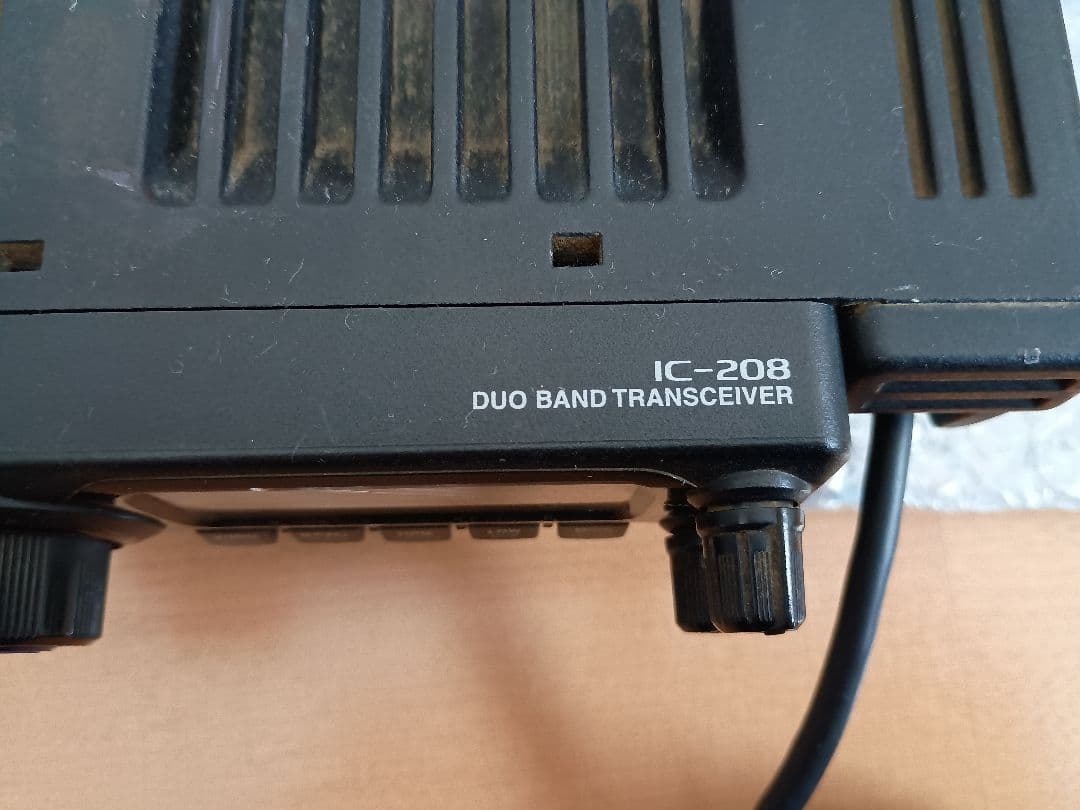 IC-208
DUO BAND TRANSCEIVER